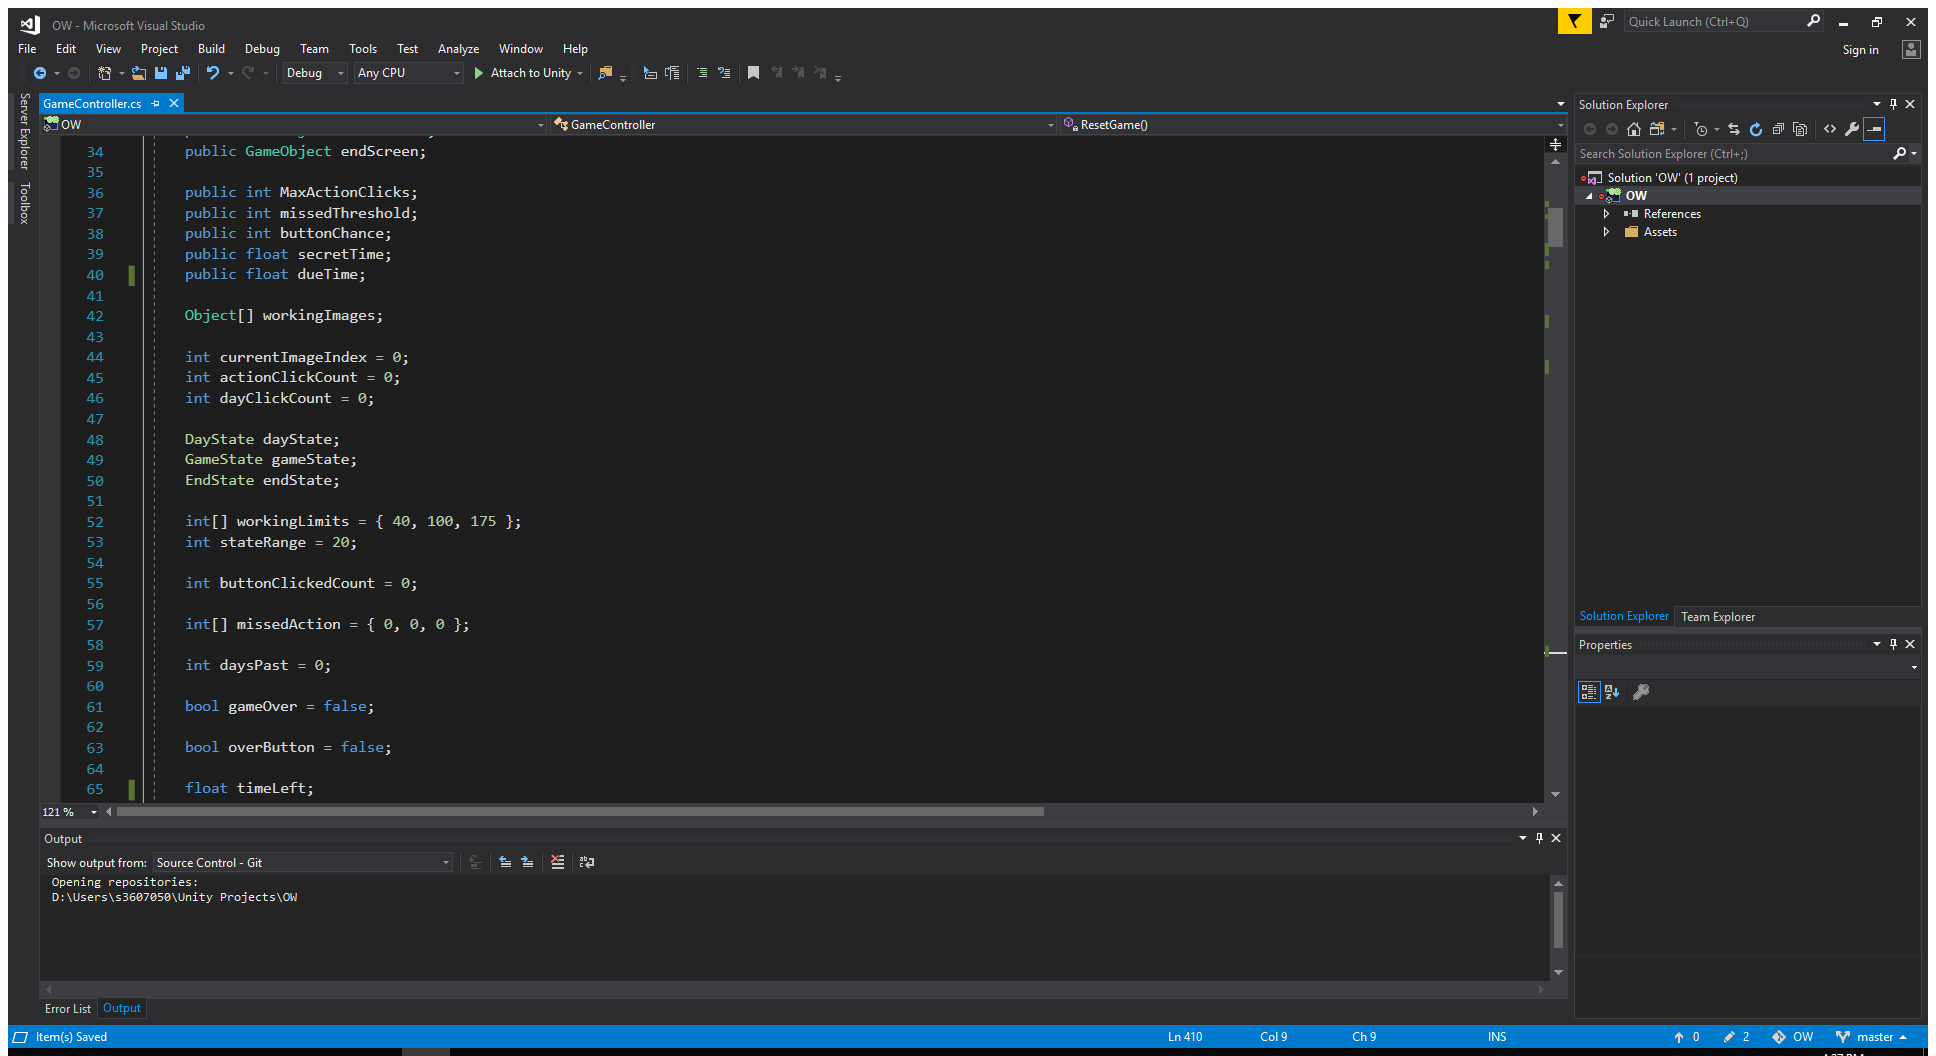 OW - Microsoft Visual Studio
Quick Launch (Ctrl+Q)
File Edit View Project Build Debug Team Tools Test Analyze Window Help
Sign in
Debug Any CPU Attach to Unity
Server Explorer
Toolbox
GameController.cs
OW GameController ResetGame()
34 public GameObject endScreen;
35
36 public int MaxActionClicks;
37 public int missedThreshold;
38 public int buttonChance;
39 public float secretTime;
40 public float dueTime;
41
42 Object[] workingImages;
43
44 int currentImageIndex = 0;
45 int actionClickCount = 0;
46 int dayClickCount = 0;
47
48 DayState dayState;
49 GameState gameState;
50 EndState endState;
51
52 int[] workingLimits = { 40, 100, 175 };
53 int stateRange = 20;
54
55 int buttonClickedCount = 0;
56
57 int[] missedAction = { 0, 0, 0 };
58
59 int daysPast = 0;
60
61 bool gameOver = false;
62
63 bool overButton = false;
64
65 float timeLeft;
121 %
Output
Show output from: Source Control - Git
Opening repositories:
D:\Users\s3607050\Unity Projects\OW
Error List Output
Solution Explorer
Search Solution Explorer (Ctrl+;)
Solution 'OW' (1 project)
OW
References
Assets
Solution Explorer Team Explorer
Properties
Item(s) Saved Ln 410 Col 9 Ch 9 INS 0 2 OW master